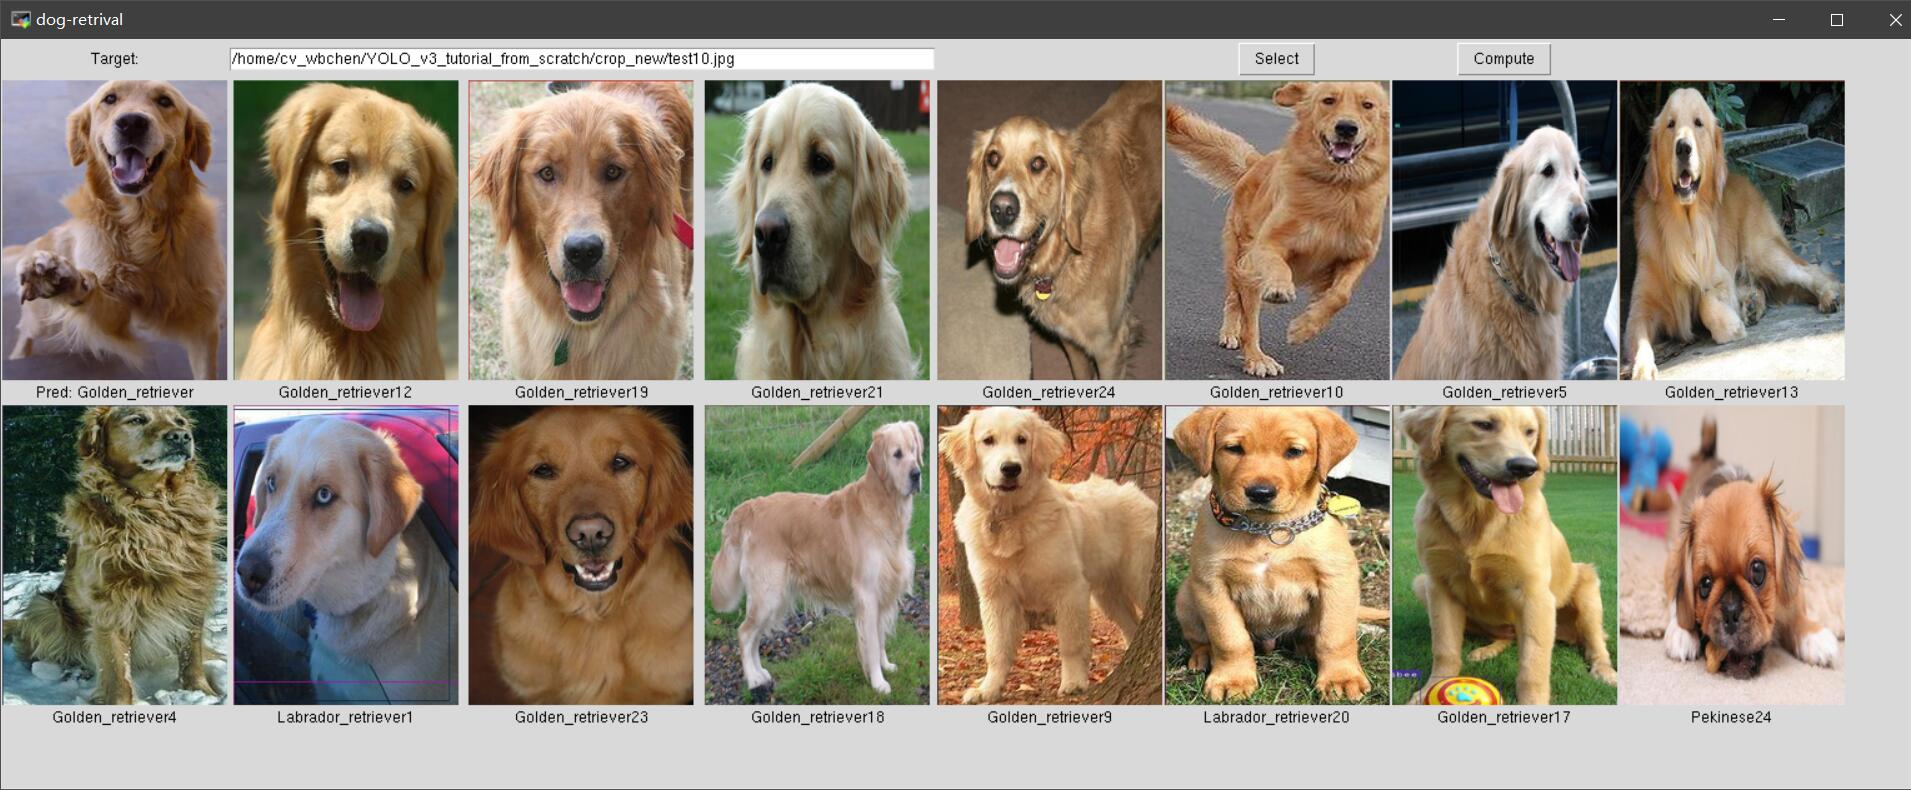 dog-retrival
Target: /home/cv_wbchen/YOLO_v3_tutorial_from_scratch/crop_new/test10.jpg Select Compute
Pred: Golden_retriever Golden_retriever12 Golden_retriever19 Golden_retriever21 Golden_retriever24 Golden_retriever10 Golden_retriever5 Golden_retriever13
Golden_retriever4 Labrador_retriever1 Golden_retriever23 Golden_retriever18 Golden_retriever9 Labrador_retriever20 Golden_retriever17 Pekinese24